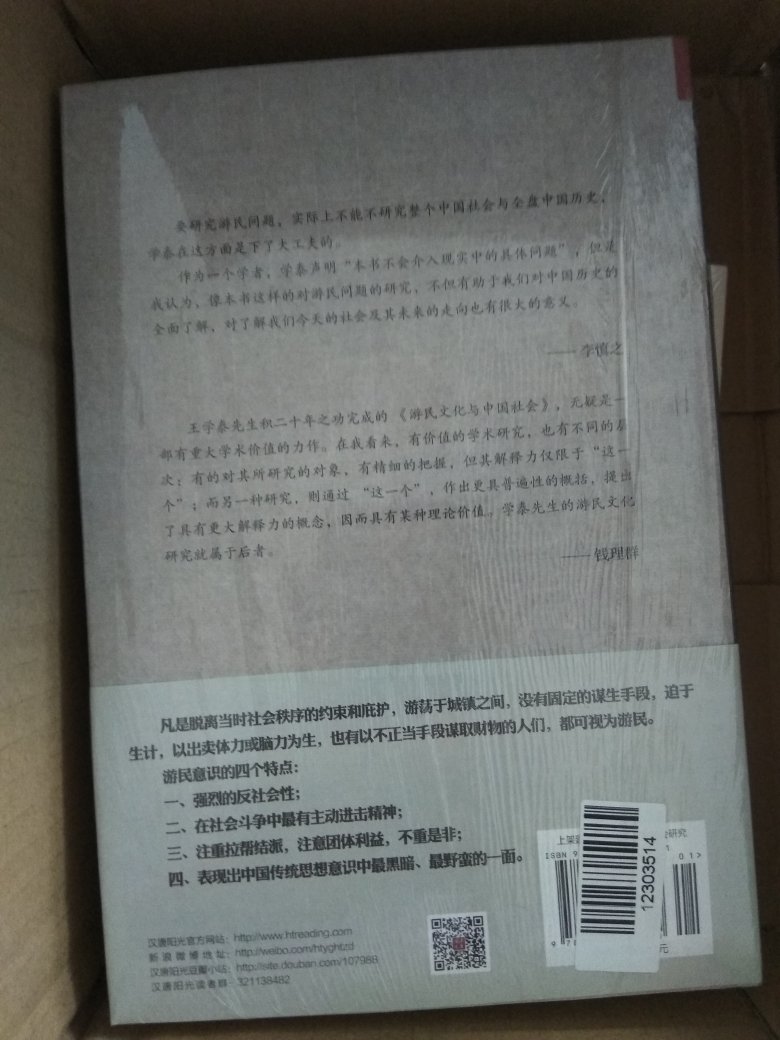 要研究游民问题，实际上不能不研究整个中国社会与全盘中国历史，
学泰在这方面是下了大工夫的。
作为一个学者，学泰声明“本书不会介入现实中的具体问题”，但是
我认为，像本书这样的对游民问题的研究，不但有助于我们对中国历史的
全面了解，对了解我们今天的社会及其未来的走向也有很大的意义。
——李慎之
王学泰先生积二十年之功完成的《游民文化与中国社会》，无疑是一
部有重大学术价值的力作。在我看来，有价值的学术研究，也有不同的层
次：有的对其所研究的对象，有精细的把握，但其解释力仅限于“这一
个”；而另一种研究，则通过“这一个”，作出更具普遍性的概括，提出
了具有更大解释力的概念，因而具有某种理论价值。学泰先生的游民文化
研究就属于后者。
——钱理群
凡是脱离当时社会秩序的约束和庇护，游荡于城镇之间，没有固定的谋生手段，迫于
生计，以出卖体力或脑力为生，也有以不正当手段谋取财物的人们，都可视为游民。
游民意识的四个特点：
一、强烈的反社会性；
二、在社会斗争中最有主动进击精神；
三、注重拉帮结派，注意团体利益，不重是非；
四、表现出中国传统思想意识中最黑暗、最野蛮的一面。
上架 研究
ISBN 9
01>
12303514
9 元
汉唐阳光官方网站：http://www.htreading.com
新浪微博地址：http://weibo.com/htyghtrd
汉唐阳光豆瓣小站：http://site.douban.com/107988
汉唐阳光读者群：321138462